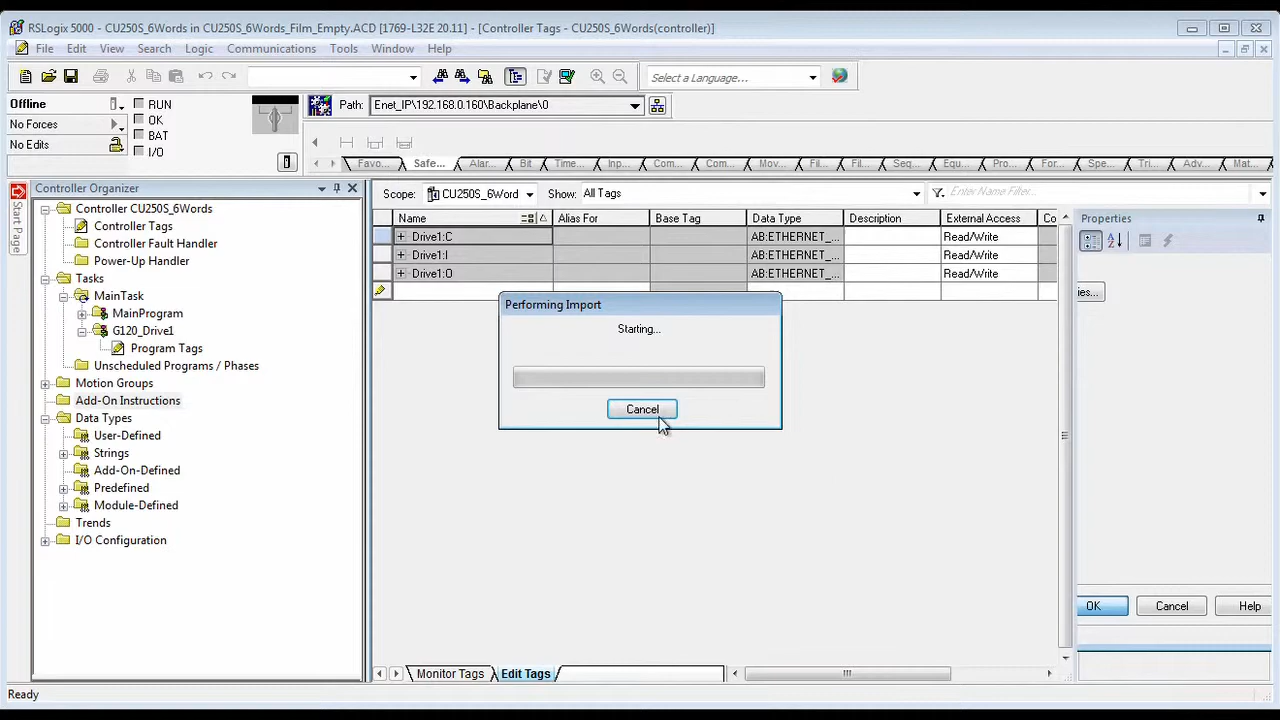 RSLogix 5000 - CU250S_6Words in CU250S_6Words_Film_Empty.ACD [1769-L32E 20.11] - [Controller Tags - CU250S_6Words(controller)]
File Edit View Search Logic Communications Tools Window Help
Select a Language...
Offline RUN
No Forces OK
No Edits BAT
I/O
Path: Enet_IP\192.168.0.160\Backplane\0
Favo... Safe... Alar... Bit Time... Inp... Com... Com... Mov... Fil... Fil... Seq... Equ... Pro... For... Spe... Tri... Adv... Mat...
Start Page
Controller Organizer
Controller CU250S_6Words
Controller Tags
Controller Fault Handler
Power-Up Handler
Tasks
MainTask
MainProgram
G120_Drive1
Program Tags
Unscheduled Programs / Phases
Motion Groups
Add-On Instructions
Data Types
User-Defined
Strings
Add-On-Defined
Predefined
Module-Defined
Trends
I/O Configuration
Scope: CU250S_6Word Show: All Tags Enter Name Filter...
Name Alias For Base Tag Data Type Description External Access Co
Drive1:C AB:ETHERNET_... Read/Write
Drive1:I AB:ETHERNET_... Read/Write
Drive1:O AB:ETHERNET_... Read/Write
Properties
ies...
Performing Import
Starting...
Cancel
OK Cancel Help
Monitor Tags Edit Tags
Ready